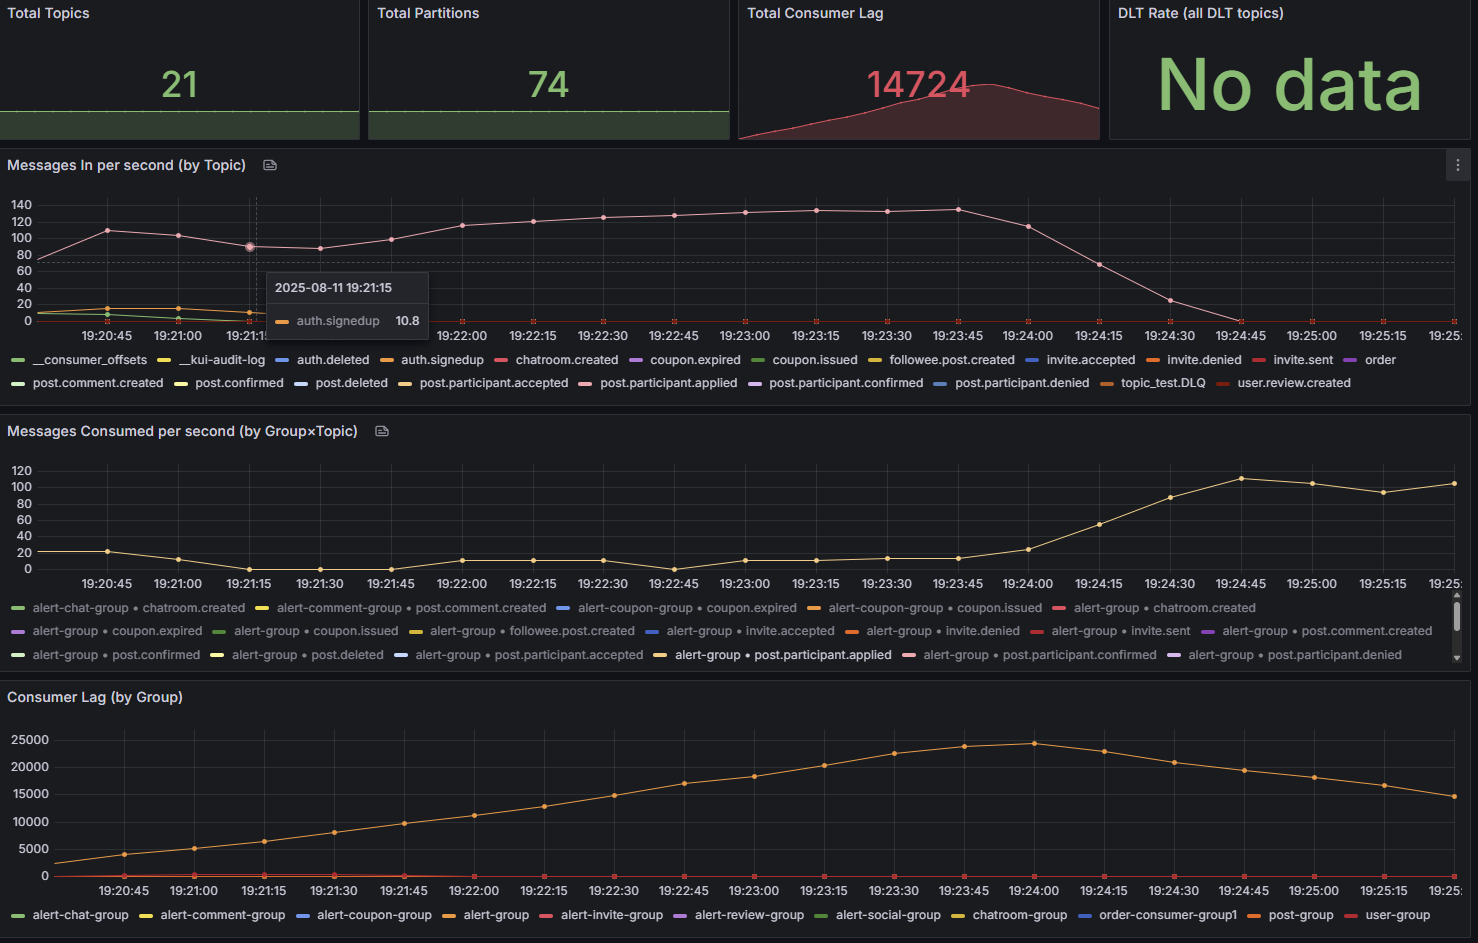 Total Topics
Total Partitions
Total Consumer Lag
DLT Rate (all DLT topics)
21
74
14724
No data
Messages In per second (by Topic)
140
120
100
80
60
40
20
0
2025-08-11 19:21:15
auth.signedup 10.8
19:20:45 19:21:00 19:21:15 19:22:00 19:22:15 19:22:30 19:22:45 19:23:00 19:23:15 19:23:30 19:23:45 19:24:00 19:24:15 19:24:30 19:24:45 19:25:00 19:25:15 19:25:
__consumer_offsets __kui-audit-log auth.deleted auth.signedup chatroom.created coupon.expired coupon.issued followee.post.created invite.accepted invite.denied invite.sent order
post.comment.created post.confirmed post.deleted post.participant.accepted post.participant.applied post.participant.confirmed post.participant.denied topic_test.DLQ user.review.created
Messages Consumed per second (by Group×Topic)
120
100
80
60
40
20
0
19:20:45 19:21:00 19:21:15 19:21:30 19:21:45 19:22:00 19:22:15 19:22:30 19:22:45 19:23:00 19:23:15 19:23:30 19:23:45 19:24:00 19:24:15 19:24:30 19:24:45 19:25:00 19:25:15 19:25:
alert-chat-group • chatroom.created alert-comment-group • post.comment.created alert-coupon-group • coupon.expired alert-coupon-group • coupon.issued alert-group • chatroom.created
alert-group • coupon.expired alert-group • coupon.issued alert-group • followee.post.created alert-group • invite.accepted alert-group • invite.denied alert-group • invite.sent alert-group • post.comment.created
alert-group • post.confirmed alert-group • post.deleted alert-group • post.participant.accepted alert-group • post.participant.applied alert-group • post.participant.confirmed alert-group • post.participant.denied
Consumer Lag (by Group)
25000
20000
15000
10000
5000
0
19:20:45 19:21:00 19:21:15 19:21:30 19:21:45 19:22:00 19:22:15 19:22:30 19:22:45 19:23:00 19:23:15 19:23:30 19:23:45 19:24:00 19:24:15 19:24:30 19:24:45 19:25:00 19:25:15 19:25:
alert-chat-group alert-comment-group alert-coupon-group alert-group alert-invite-group alert-review-group alert-social-group chatroom-group order-consumer-group1 post-group user-group